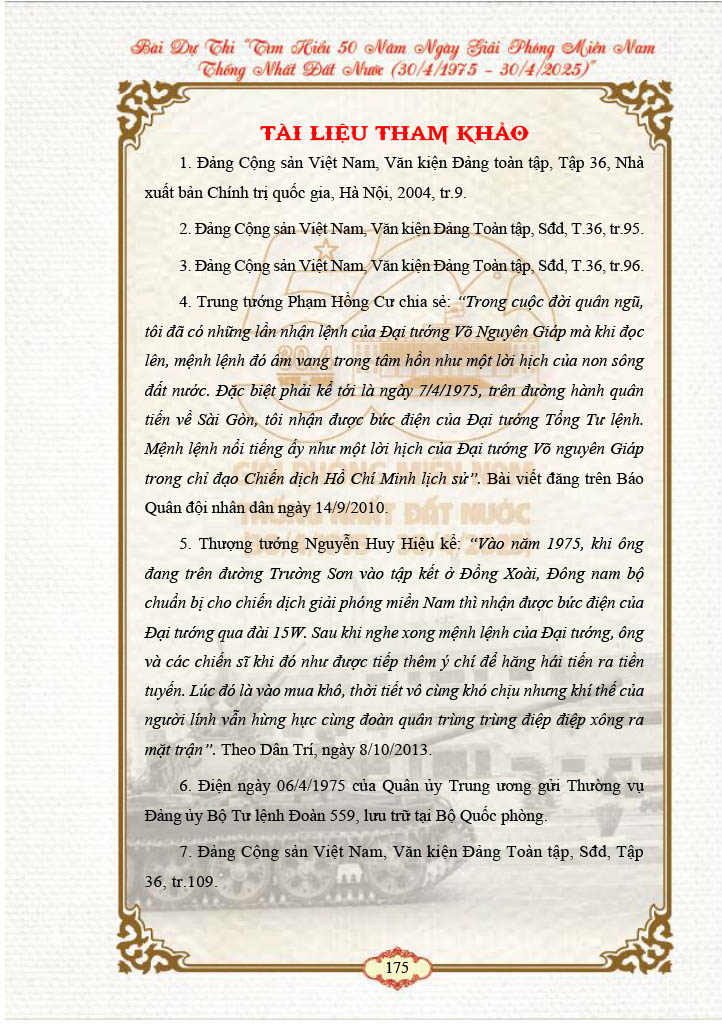 Bài Dự Thi “Tìm Hiểu 50 Năm Ngày Giải Phóng Miền Nam
Thống Nhất Đất Nước (30/4/1975 – 30/4/2025)”
TÀI LIỆU THAM KHẢO
1. Đảng Cộng sản Việt Nam, Văn kiện Đảng toàn tập, Tập 36, Nhà
xuất bản Chính trị quốc gia, Hà Nội, 2004, tr.9.
2. Đảng Cộng sản Việt Nam, Văn kiện Đảng Toàn tập, Sđd, T.36, tr.95.
3. Đảng Cộng sản Việt Nam, Văn kiện Đảng Toàn tập, Sđd, T.36, tr.96.
4. Trung tướng Phạm Hồng Cư chia sẻ: “Trong cuộc đời quân ngũ,
tôi đã có những lần nhận lệnh của Đại tướng Võ Nguyên Giáp mà khi đọc
lên, mệnh lệnh đó âm vang trong tâm hồn như một lời hịch của non sông
đất nước. Đặc biệt phải kể tới là ngày 7/4/1975, trên đường hành quân
tiến về Sài Gòn, tôi nhận được bức điện của Đại tướng Tổng Tư lệnh.
Mệnh lệnh nổi tiếng ấy như một lời hịch của Đại tướng Võ nguyên Giáp
trong chỉ đạo Chiến dịch Hồ Chí Minh lịch sử”. Bài viết đăng trên Báo
Quân đội nhân dân ngày 14/9/2010.
5. Thượng tướng Nguyễn Huy Hiệu kể: “Vào năm 1975, khi ông
đang trên đường Trường Sơn vào tập kết ở Đồng Xoài, Đông nam bộ
chuẩn bị cho chiến dịch giải phóng miền Nam thì nhận được bức điện của
Đại tướng qua đài 15W. Sau khi nghe xong mệnh lệnh của Đại tướng, ông
và các chiến sĩ khi đó như được tiếp thêm ý chí để hăng hái tiến ra tiền
tuyến. Lúc đó là vào mua khô, thời tiết vô cùng khó chịu nhưng khí thế của
người lính vẫn hừng hực cùng đoàn quân trùng trùng điệp điệp xông ra
mặt trận”. Theo Dân Trí, ngày 8/10/2013.
6. Điện ngày 06/4/1975 của Quân ủy Trung ương gửi Thường vụ
Đảng ủy Bộ Tư lệnh Đoàn 559, lưu trữ tại Bộ Quốc phòng.
7. Đảng Cộng sản Việt Nam, Văn kiện Đảng Toàn tập, Sđd, Tập
36, tr.109.
50
30.4
GIẢI PHÓNG MIỀN NAM
THỐNG NHẤT ĐẤT NƯỚC
175